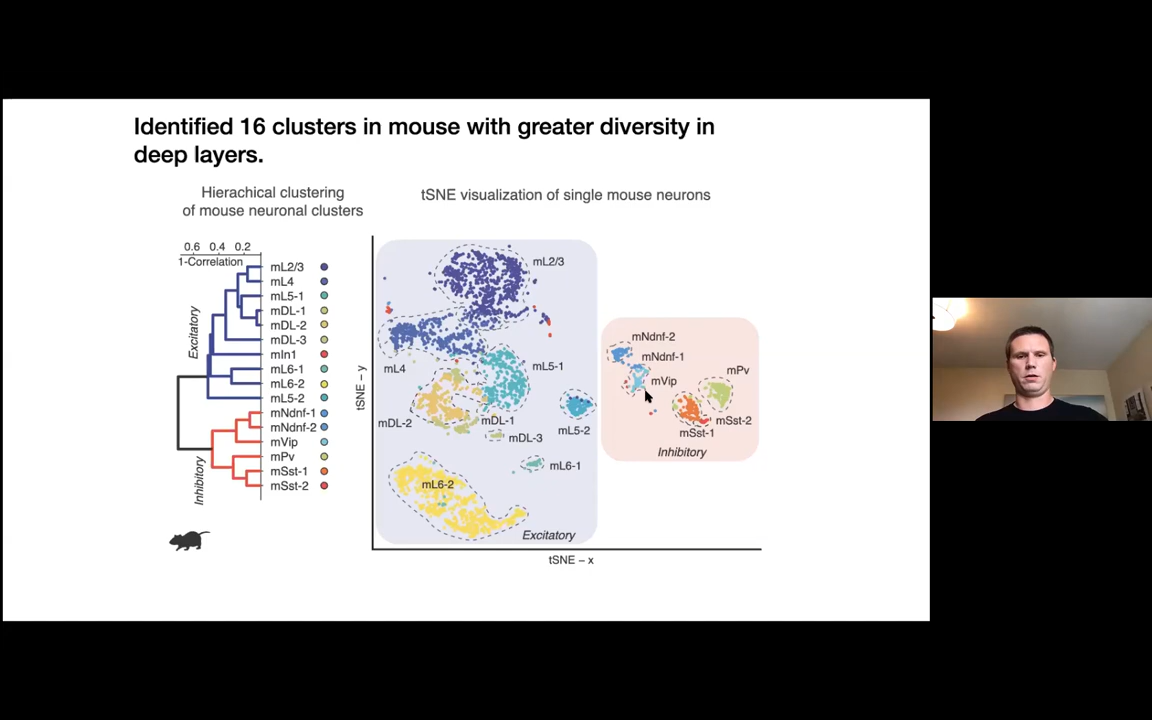 Identified 16 clusters in mouse with greater diversity in
deep layers.
Hierachical clustering
of mouse neuronal clusters
tSNE visualization of single mouse neurons
0.6 0.4 0.2
1-Correlation
Excitatory
Inhibitory
mL2/3
mL4
mL5-1
mDL-1
mDL-2
mDL-3
mIn1
mL6-1
mL6-2
mL5-2
mNdnf-1
mNdnf-2
mVip
mPv
mSst-1
mSst-2
tSNE – y
mL2/3
mL4
mL5-1
mDL-2
mDL-1
mDL-3
mL5-2
mL6-1
mL6-2
Excitatory
mNdnf-2
mNdnf-1
mVip
mPv
mSst-2
mSst-1
Inhibitory
tSNE – x